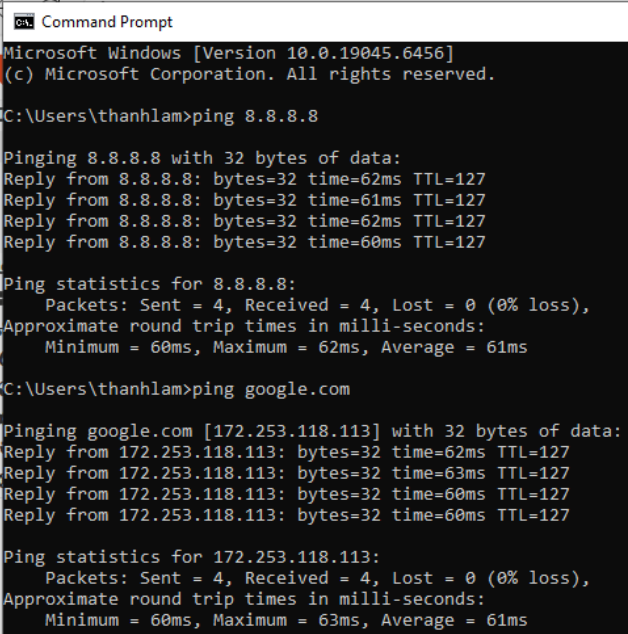 Command Prompt
Microsoft Windows [Version 10.0.19045.6456]
(c) Microsoft Corporation. All rights reserved.
C:\Users\thanhlam>ping 8.8.8.8
Pinging 8.8.8.8 with 32 bytes of data:
Reply from 8.8.8.8: bytes=32 time=62ms TTL=127
Reply from 8.8.8.8: bytes=32 time=61ms TTL=127
Reply from 8.8.8.8: bytes=32 time=62ms TTL=127
Reply from 8.8.8.8: bytes=32 time=60ms TTL=127
Ping statistics for 8.8.8.8:
    Packets: Sent = 4, Received = 4, Lost = 0 (0% loss),
Approximate round trip times in milli-seconds:
    Minimum = 60ms, Maximum = 62ms, Average = 61ms
C:\Users\thanhlam>ping google.com
Pinging google.com [172.253.118.113] with 32 bytes of data:
Reply from 172.253.118.113: bytes=32 time=62ms TTL=127
Reply from 172.253.118.113: bytes=32 time=63ms TTL=127
Reply from 172.253.118.113: bytes=32 time=60ms TTL=127
Reply from 172.253.118.113: bytes=32 time=60ms TTL=127
Ping statistics for 172.253.118.113:
    Packets: Sent = 4, Received = 4, Lost = 0 (0% loss),
Approximate round trip times in milli-seconds:
    Minimum = 60ms, Maximum = 63ms, Average = 61ms